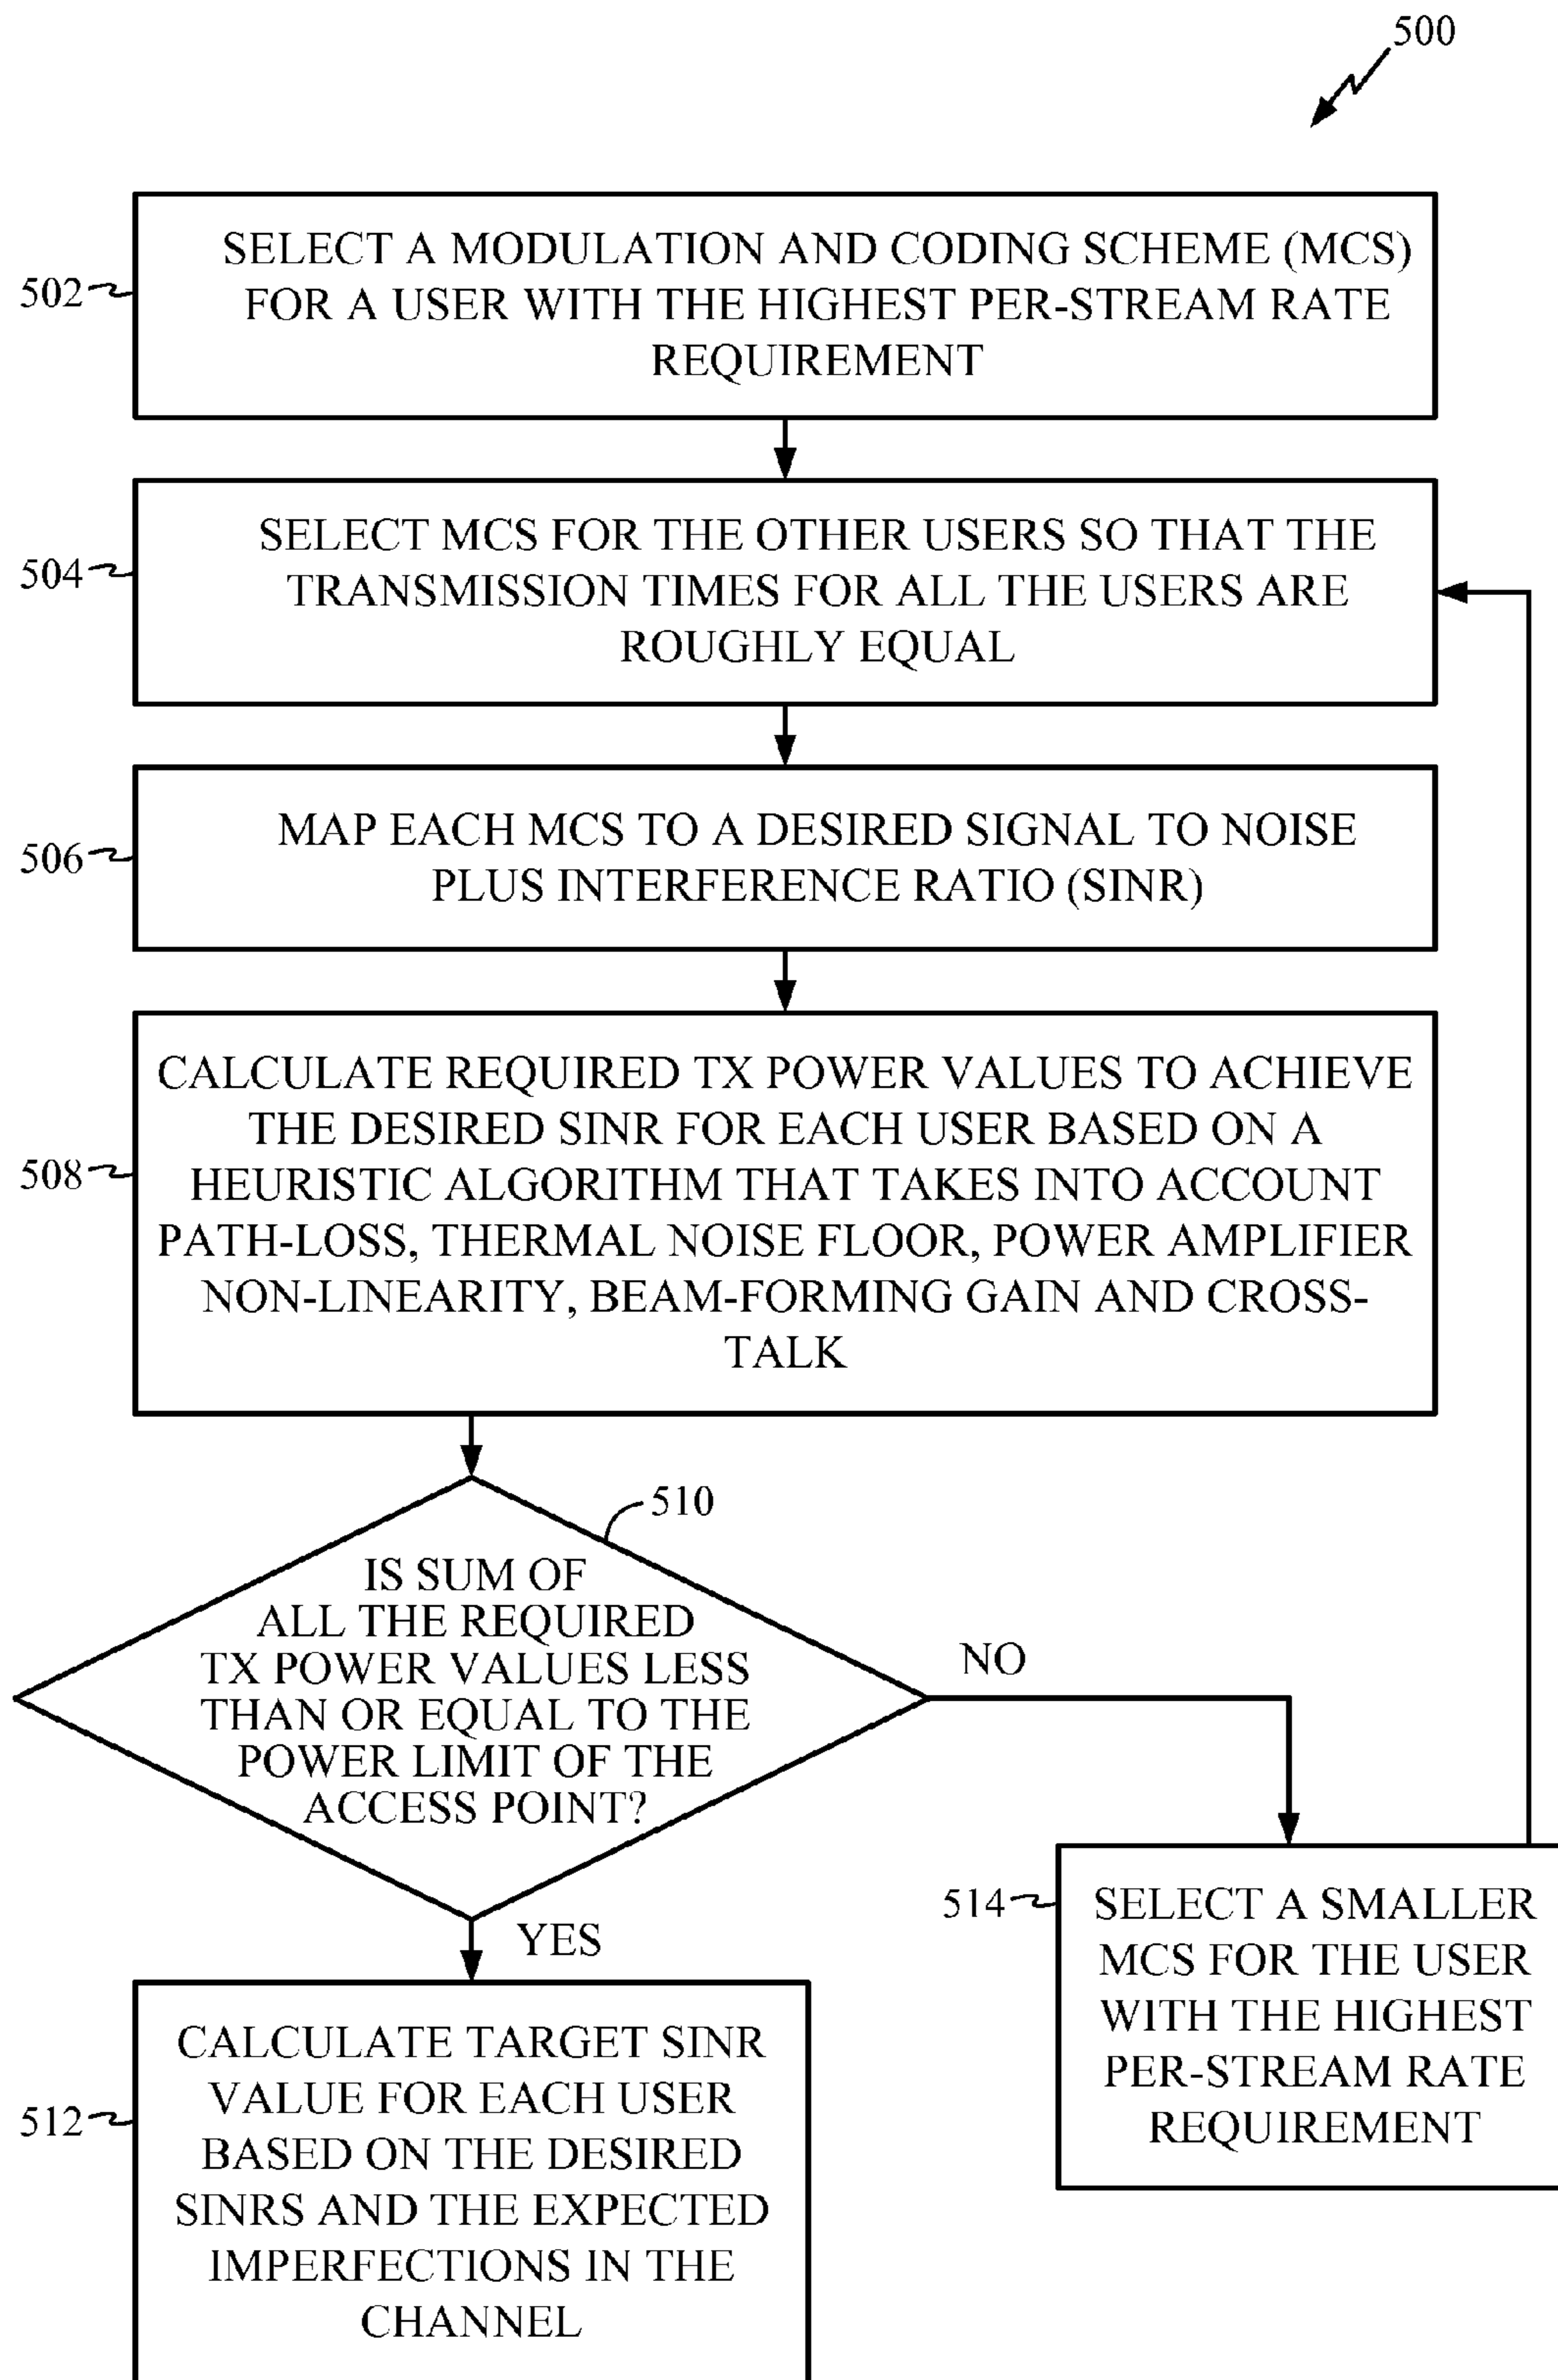 500
502
SELECT A MODULATION AND CODING SCHEME (MCS)
FOR A USER WITH THE HIGHEST PER-STREAM RATE
REQUIREMENT
504
SELECT MCS FOR THE OTHER USERS SO THAT THE
TRANSMISSION TIMES FOR ALL THE USERS ARE
ROUGHLY EQUAL
506
MAP EACH MCS TO A DESIRED SIGNAL TO NOISE
PLUS INTERFERENCE RATIO (SINR)
508
CALCULATE REQUIRED TX POWER VALUES TO ACHIEVE
THE DESIRED SINR FOR EACH USER BASED ON A
HEURISTIC ALGORITHM THAT TAKES INTO ACCOUNT
PATH-LOSS, THERMAL NOISE FLOOR, POWER AMPLIFIER
NON-LINEARITY, BEAM-FORMING GAIN AND CROSS-
TALK
510
IS SUM OF
ALL THE REQUIRED
TX POWER VALUES LESS
THAN OR EQUAL TO THE
POWER LIMIT OF THE
ACCESS POINT?
NO
YES
514
SELECT A SMALLER
MCS FOR THE USER
WITH THE HIGHEST
PER-STREAM RATE
REQUIREMENT
512
CALCULATE TARGET SINR
VALUE FOR EACH USER
BASED ON THE DESIRED
SINRS AND THE EXPECTED
IMPERFECTIONS IN THE
CHANNEL